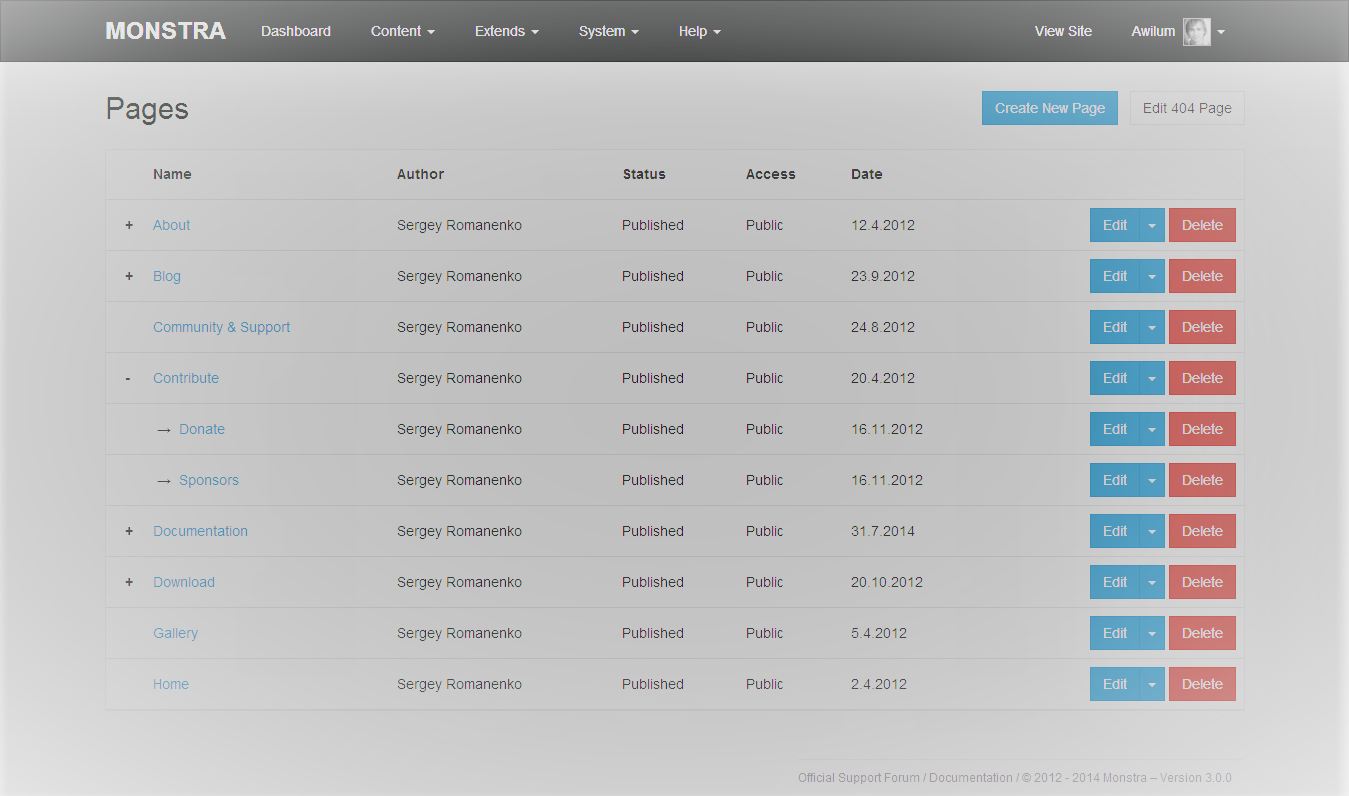 MONSTRA Dashboard Content Extends System Help View Site Awilum
Pages Create New Page Edit 404 Page
Name Author Status Access Date
+ About Sergey Romanenko Published Public 12.4.2012 Edit Delete
+ Blog Sergey Romanenko Published Public 23.9.2012 Edit Delete
Community & Support Sergey Romanenko Published Public 24.8.2012 Edit Delete
- Contribute Sergey Romanenko Published Public 20.4.2012 Edit Delete
→ Donate Sergey Romanenko Published Public 16.11.2012 Edit Delete
→ Sponsors Sergey Romanenko Published Public 16.11.2012 Edit Delete
+ Documentation Sergey Romanenko Published Public 31.7.2014 Edit Delete
+ Download Sergey Romanenko Published Public 20.10.2012 Edit Delete
Gallery Sergey Romanenko Published Public 5.4.2012 Edit Delete
Home Sergey Romanenko Published Public 2.4.2012 Edit Delete
Official Support Forum / Documentation / © 2012 - 2014 Monstra – Version 3.0.0